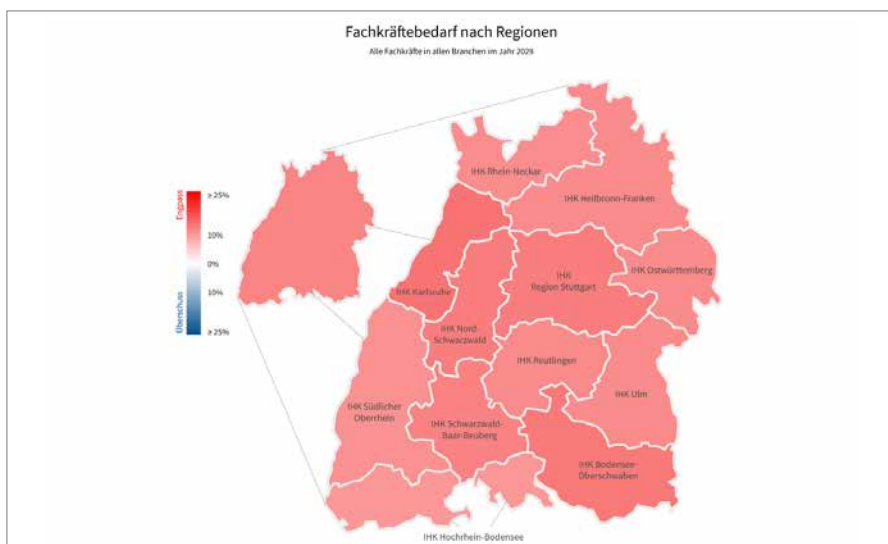 Fachkräftebedarf nach Regionen
Alle Fachkräfte in allen Branchen im Jahr 2029
Engpass
Überschuss
≥ 25%
10%
0%
10%
≥ 25%
IHK Rhein-Neckar
IHK Heilbronn-Franken
IHK Ostwürttemberg
IHK
Region Stuttgart
IHK Karlsruhe
IHK Nord-
Schwarzwald
IHK Reutlingen
IHK Ulm
IHK Südlicher
Oberrhein
IHK Schwarzwald-
Baar-Heuberg
IHK Bodensee-
Oberschwaben
IHK Hochrhein-Bodensee